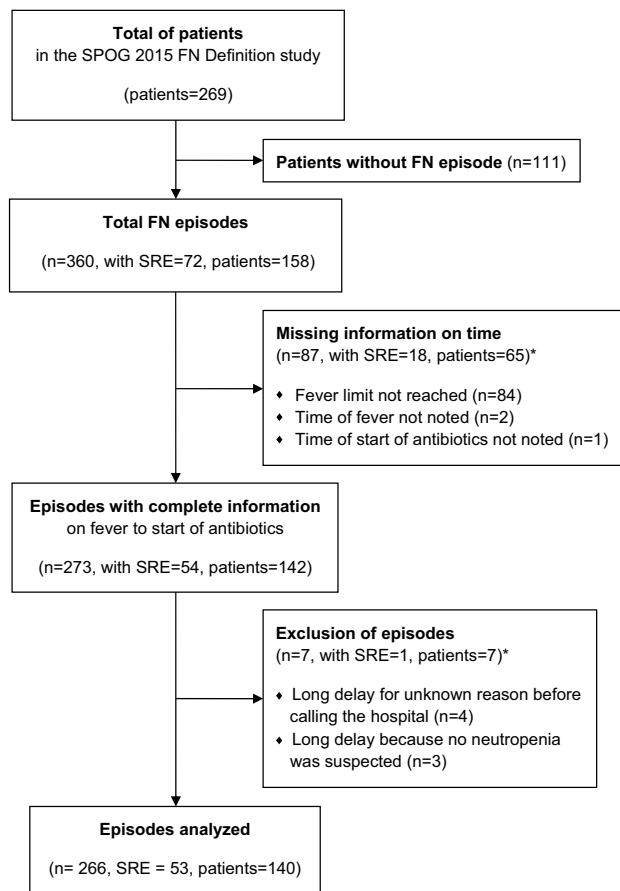 Total of patients
in the SPOG 2015 FN Definition study
(patients=269)
Patients without FN episode (n=111)
Total FN episodes
(n=360, with SRE=72, patients=158)
Missing information on time
(n=87, with SRE=18, patients=65)*
♦ Fever limit not reached (n=84)
♦ Time of fever not noted (n=2)
♦ Time of start of antibiotics not noted (n=1)
Episodes with complete information
on fever to start of antibiotics
(n=273, with SRE=54, patients=142)
Exclusion of episodes
(n=7, with SRE=1, patients=7)*
♦ Long delay for unknown reason before
calling the hospital (n=4)
♦ Long delay because no neutropenia
was suspected (n=3)
Episodes analyzed
(n= 266, SRE = 53, patients=140)